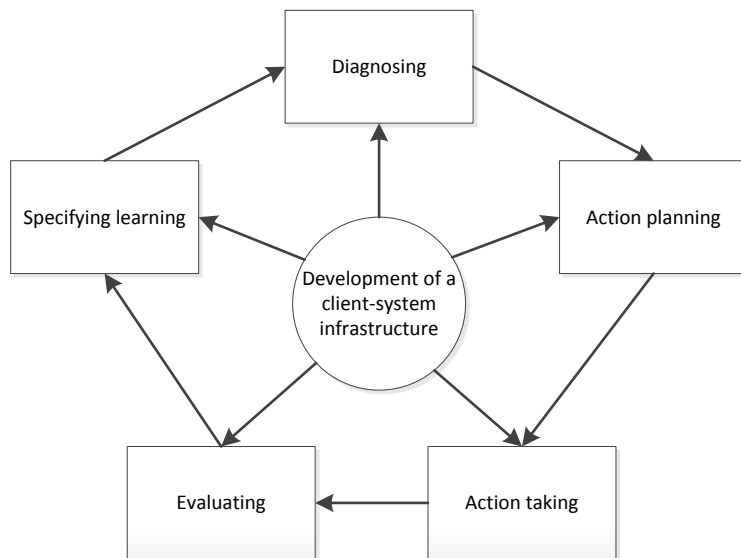 Diagnosing
Specifying learning
Action planning
Development of a
client-system
infrastructure
Evaluating
Action taking